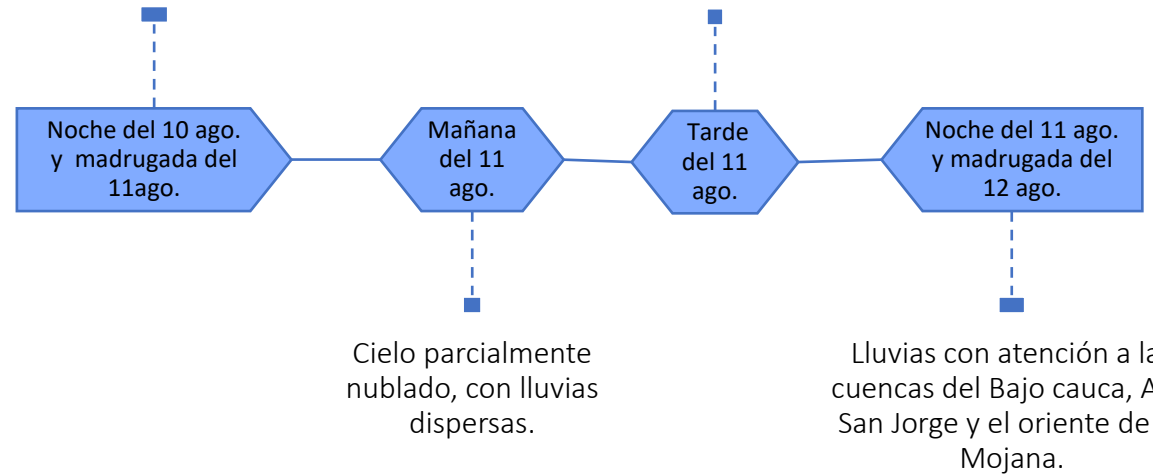 Noche del 10 ago.
y madrugada del
11ago.
Mañana
del 11
ago.
Tarde
del 11
ago.
Noche del 11 ago.
y madrugada del
12 ago.
Cielo parcialmente
nublado, con lluvias
dispersas.
Lluvias con atención a
cuencas del Bajo cauca,
San Jorge y el oriente de
Mojana.